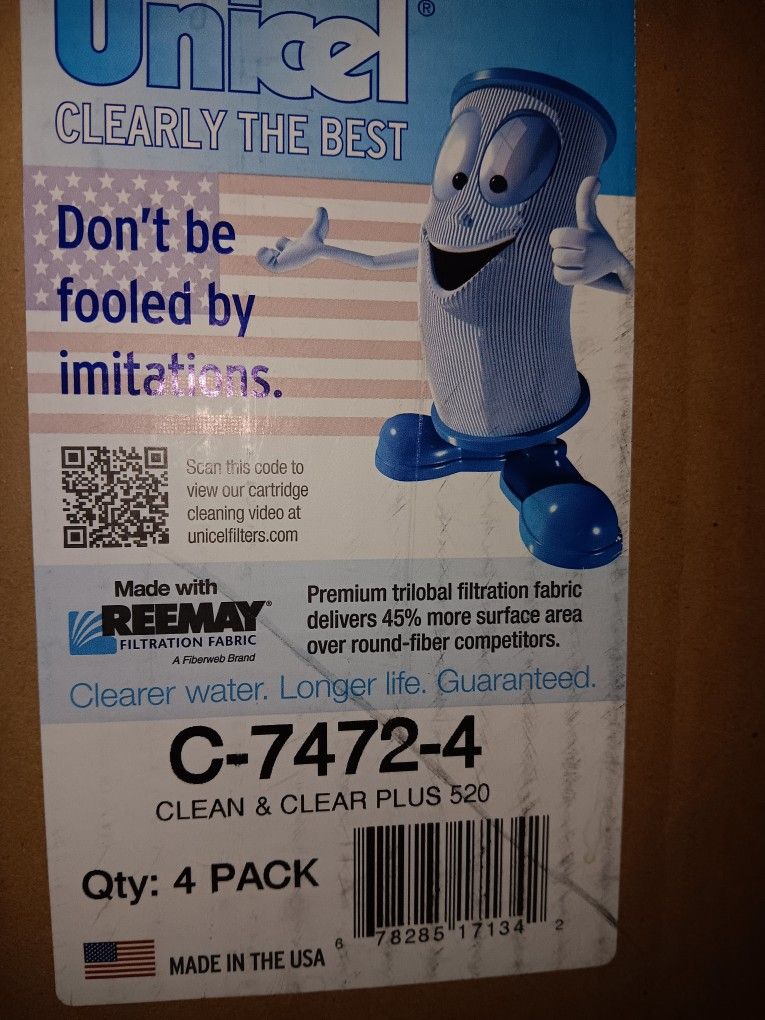 Unicel®
CLEARLY THE BEST
Don't be
fooled by
imitations.
Scan this code to
view our cartridge
cleaning video at
unicelfilters.com
Made with
REEMAY®
FILTRATION FABRIC
A Fiberweb Brand
Premium trilobal filtration fabric
delivers 45% more surface area
over round-fiber competitors.
Clearer water. Longer life. Guaranteed.
C-7472-4
CLEAN & CLEAR PLUS 520
Qty: 4 PACK
6 78285 17134 2
MADE IN THE USA